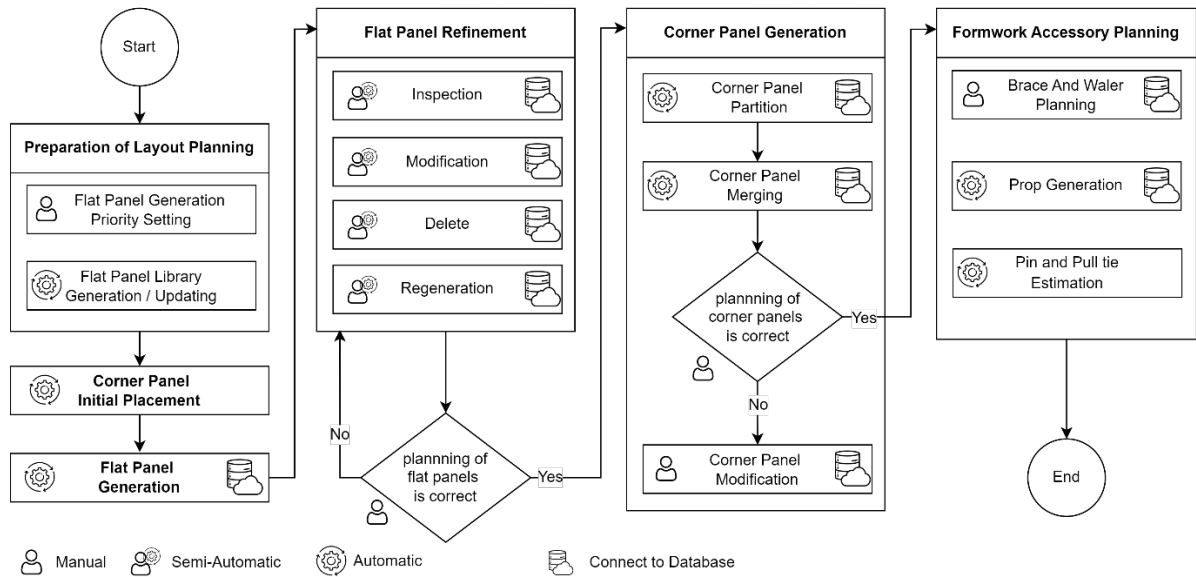 Start
Preparation of Layout Planning
Flat Panel Generation
Priority Setting
Flat Panel Library
Generation / Updating
Corner Panel
Initial Placement
Flat Panel
Generation
Flat Panel Refinement
Inspection
Modification
Delete
Regeneration
No
plannning of
flat panels
is correct
Yes
Corner Panel Generation
Corner Panel
Partition
Corner Panel
Merging
plannning of
corner panels
is correct
Yes
No
Corner Panel
Modification
Formwork Accessory Planning
Brace And Waler
Planning
Prop Generation
Pin and Pull tie
Estimation
End
Manual
Semi-Automatic
Automatic
Connect to Database